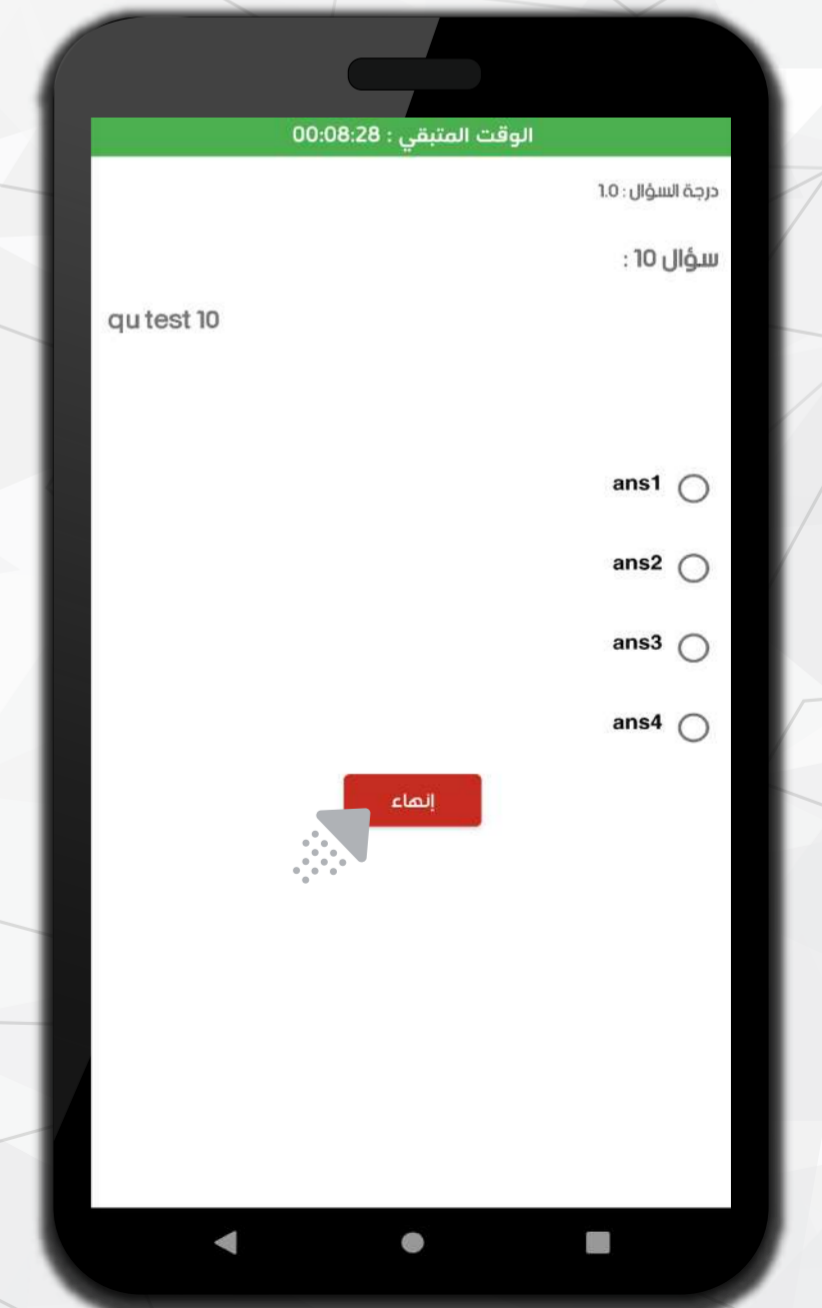 الوقت المتبقي : 00:08:28
درجة السؤال : 1.0
سؤال 10 :
qu test 10
ans1
ans2
ans3
ans4
إنهاء